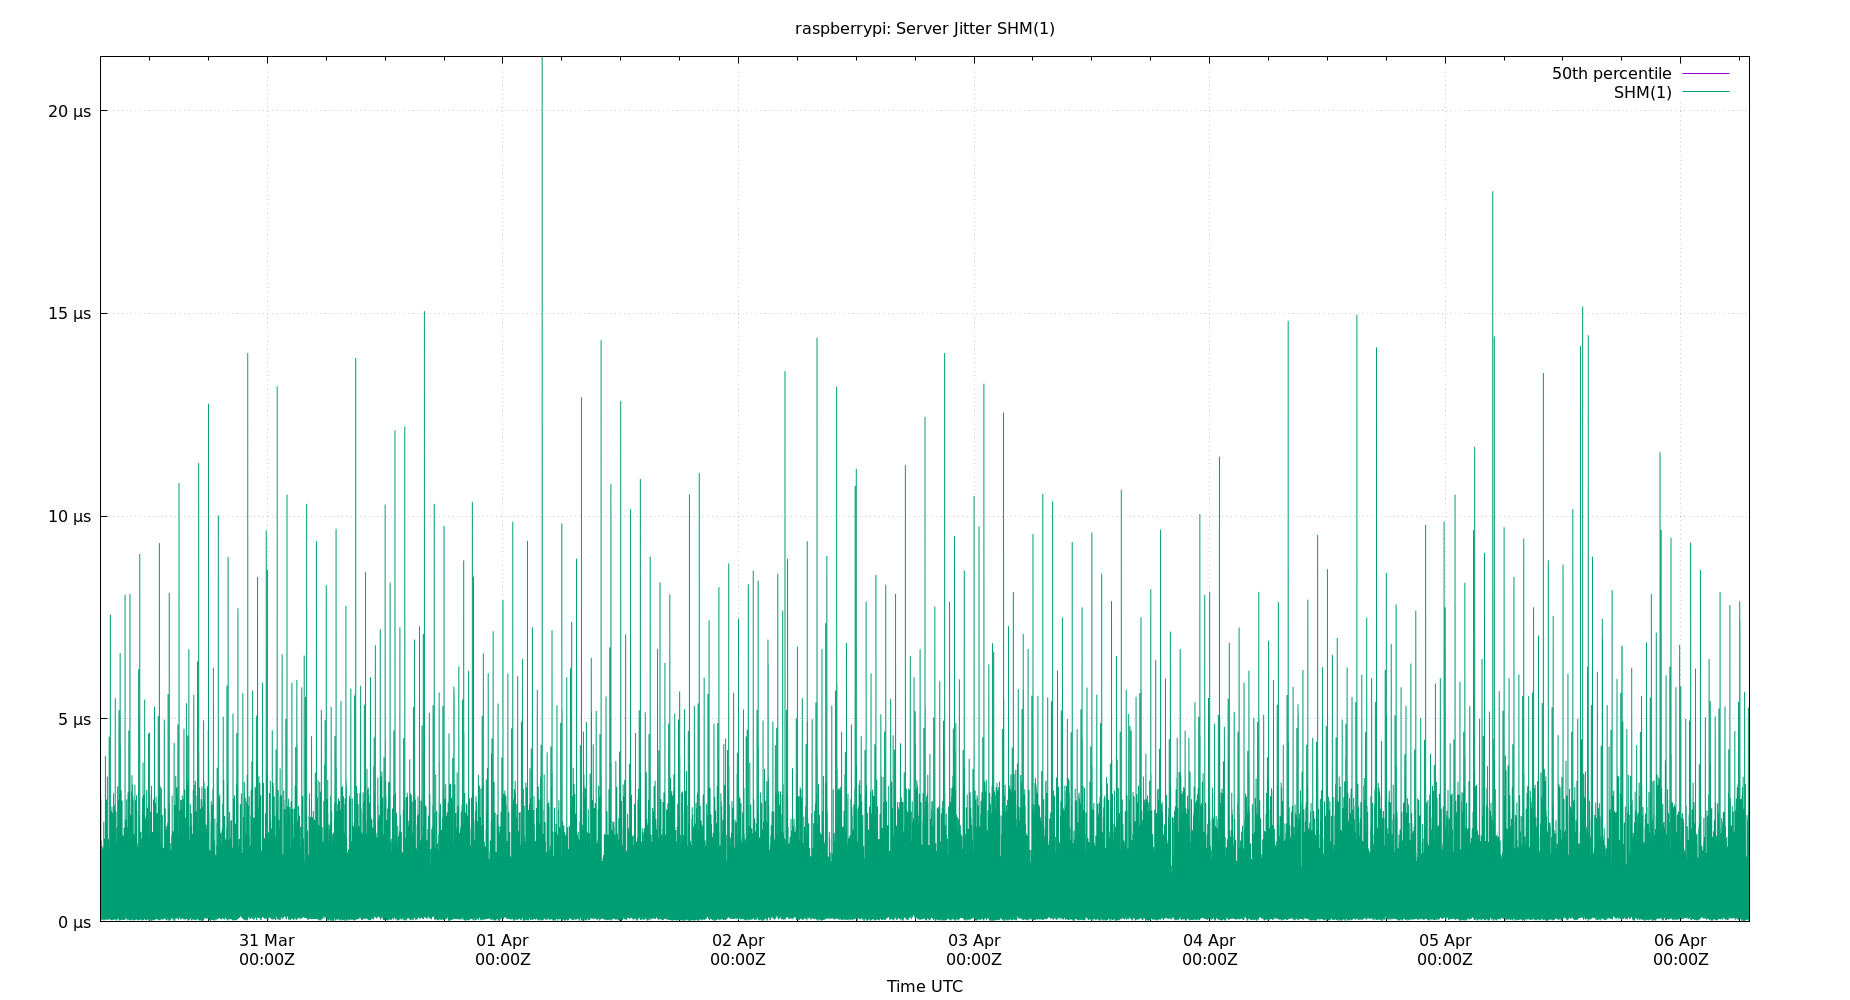 raspberrypi: Server Jitter SHM(1)
50th percentile
SHM(1)
20 µs
15 µs
10 µs
5 µs
0 µs
31 Mar 01 Apr 02 Apr 03 Apr 04 Apr 05 Apr 06 Apr
00:00Z 00:00Z 00:00Z 00:00Z 00:00Z 00:00Z 00:00Z
Time UTC